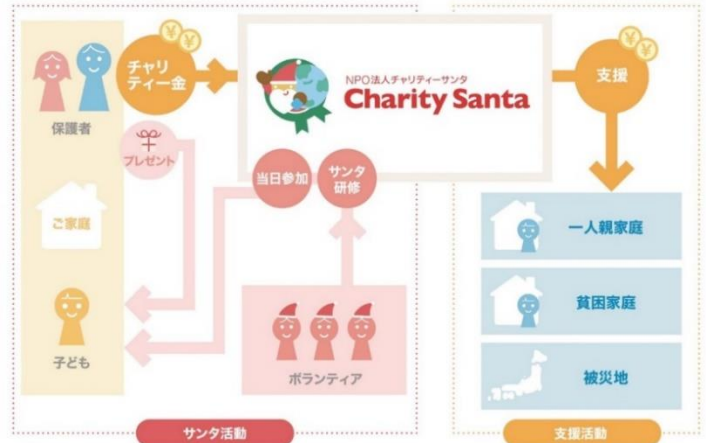 保護者
チャリ
ティー金
プレゼント
ご家庭
子ども
NPO法人チャリティーサンタ
Charity Santa
当日参加
サンタ
研修
ボランティア
サンタ活動
支援
一人親家庭
貧困家庭
被災地
支援活動